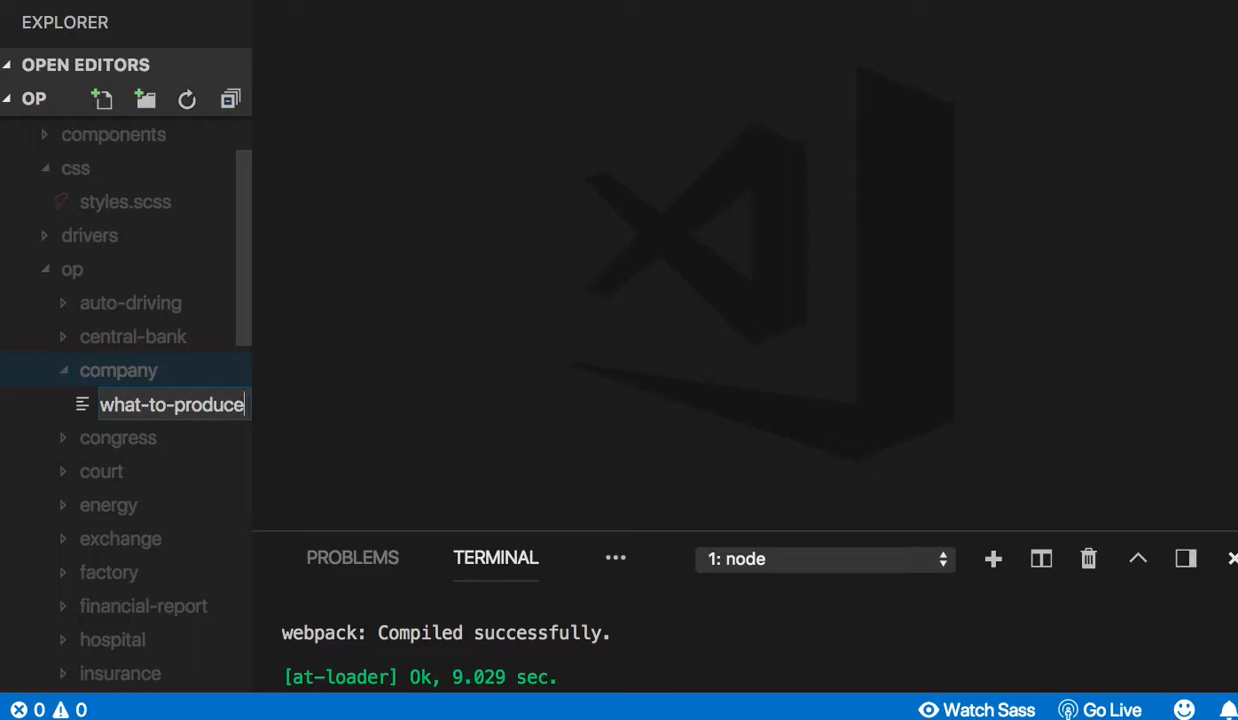 EXPLORER
OPEN EDITORS
OP
components
css
styles.scss
drivers
op
auto-driving
central-bank
company
what-to-produce
congress
court
energy
exchange
factory
financial-report
hospital
insurance
PROBLEMS TERMINAL ••• 1: node
webpack: Compiled successfully.
[at-loader] Ok, 9.029 sec.
0 0 Watch Sass Go Live